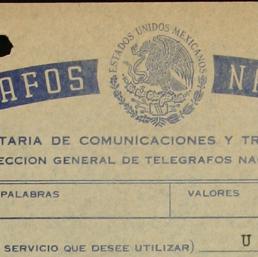 ESTADOS UNIDOS MEXICANOS
AFOS NA
TARIA DE COMUNICACIONES Y TR
ECCION GENERAL DE TELEGRAFOS NA
PALABRAS VALORES
SERVICIO QUE DESEE UTILIZAR) U